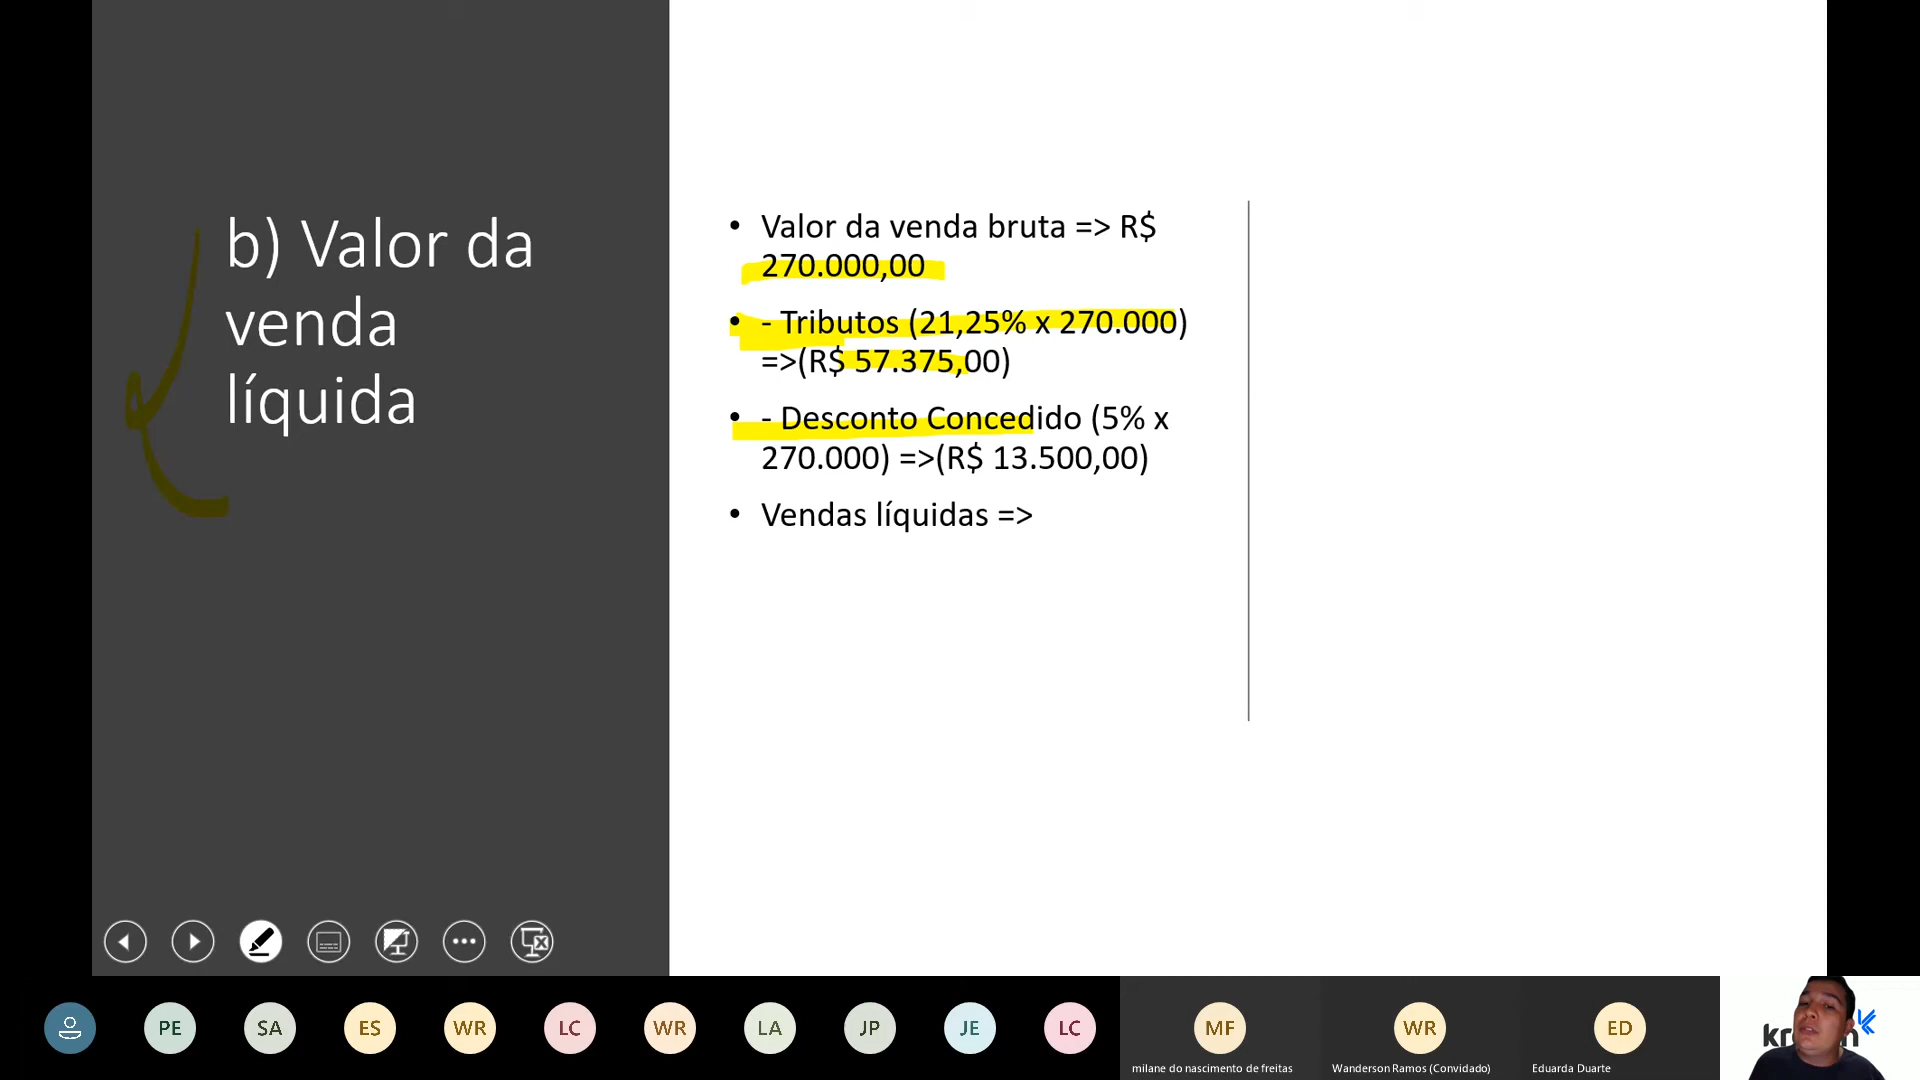 b) Valor da
venda
líquida
• Valor da venda bruta => R$
270.000,00
• - Tributos (21,25% x 270.000)
=>(R$ 57.375,00)
• - Desconto Concedido (5% x
270.000) =>(R$ 13.500,00)
• Vendas líquidas =>
PE
SA
ES
WR
LC
WR
LA
JP
JE
LC
MF
WR
ED
milane do nascimento de freitas
Wanderson Ramos (Convidado)
Eduarda Duarte